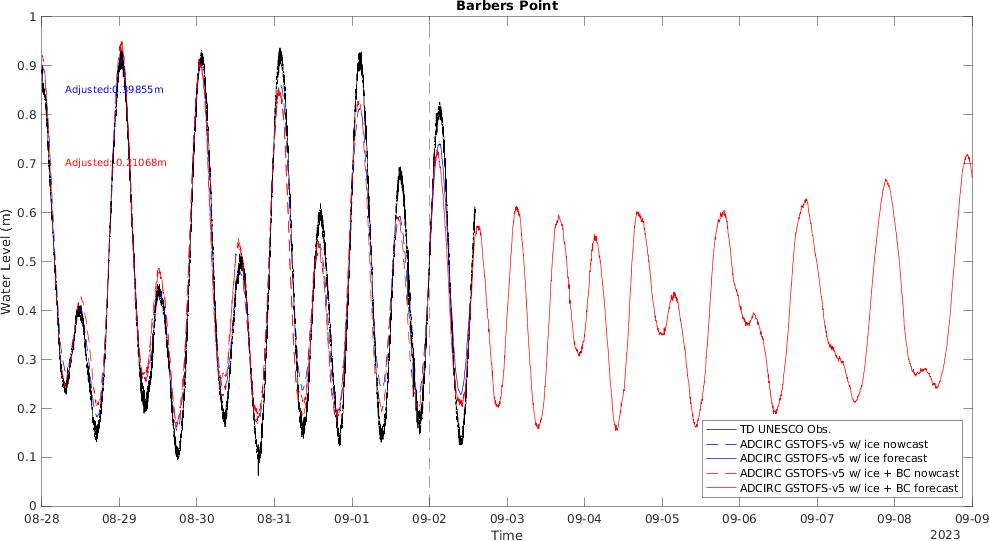 Barbers Point
1
0.9
0.8
0.7
0.6
0.5
0.4
0.3
0.2
0.1
0
Water Level (m)
Adjusted:0.39855m
Adjusted:-0.21068m
TD UNESCO Obs.
ADCIRC GSTOFS-v5 w/ ice nowcast
ADCIRC GSTOFS-v5 w/ ice forecast
ADCIRC GSTOFS-v5 w/ ice + BC nowcast
ADCIRC GSTOFS-v5 w/ ice + BC forecast
08-28 08-29 08-30 08-31 09-01 09-02 09-03 09-04 09-05 09-06 09-07 09-08 09-09
Time
2023